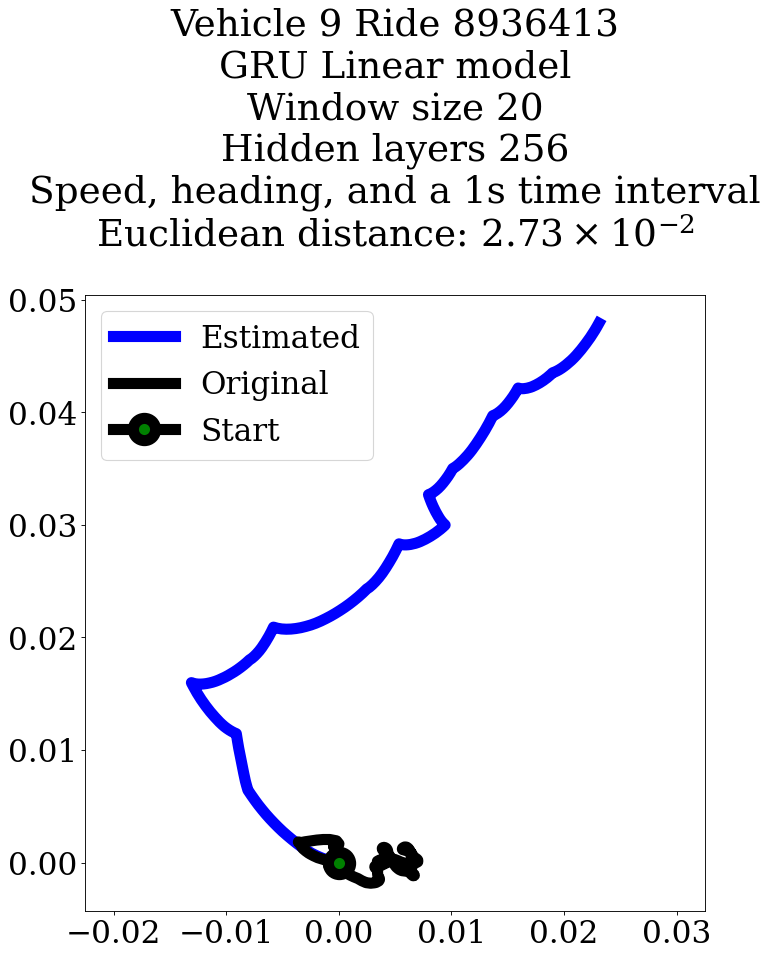 Vehicle 9 Ride 8936413
GRU Linear model
Window size 20
Hidden layers 256
Speed, heading, and a 1s time interval
Euclidean distance: 2.73 × 10⁻²
Estimated
Original
Start
0.05
0.04
0.03
0.02
0.01
0.00
−0.02 −0.01 0.00 0.01 0.02 0.03